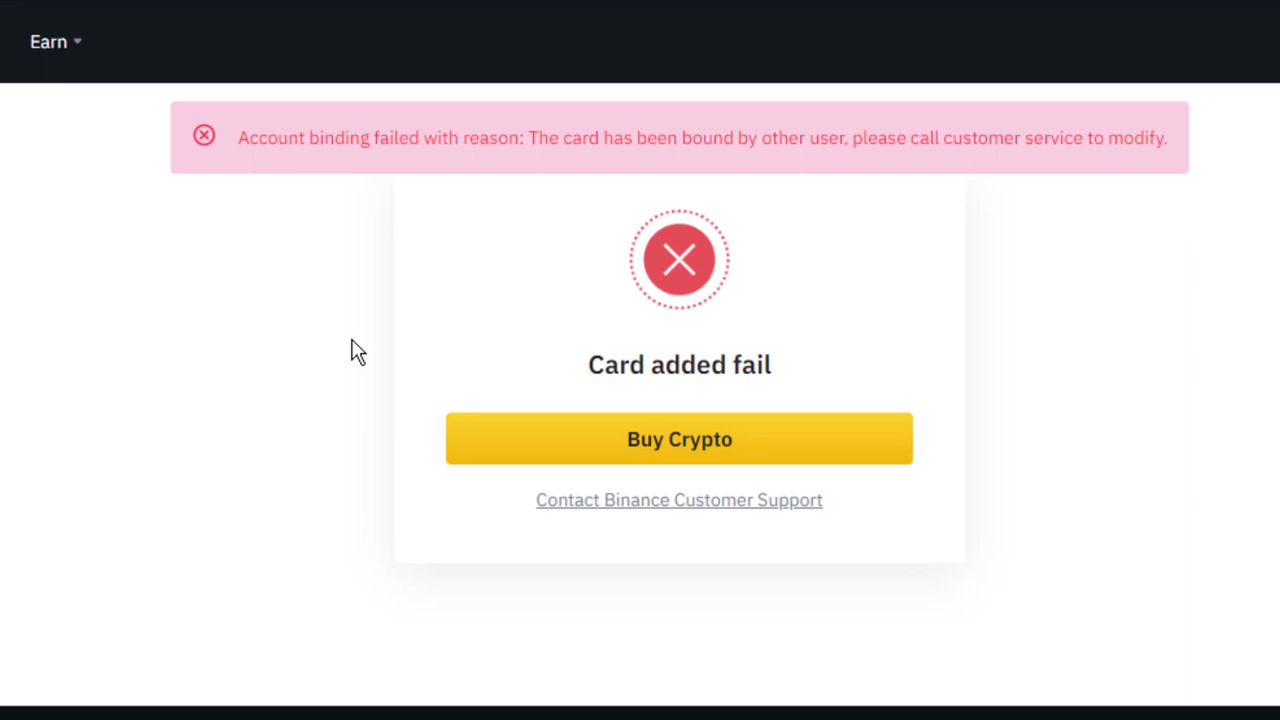 Earn
Account binding failed with reason: The card has been bound by other user, please call customer service to modify.
Card added fail
Buy Crypto
Contact Binance Customer Support